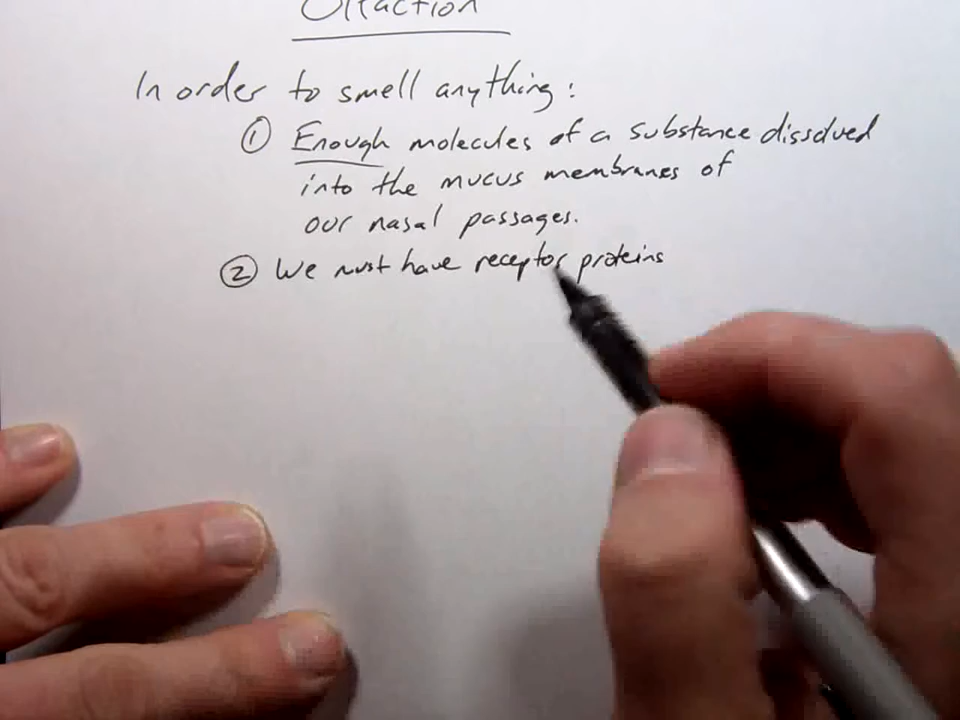 Olfaction
In order to smell anything:
① Enough molecules of a substance dissolved
into the mucus membranes of
our nasal passages.
② We must have receptor proteins